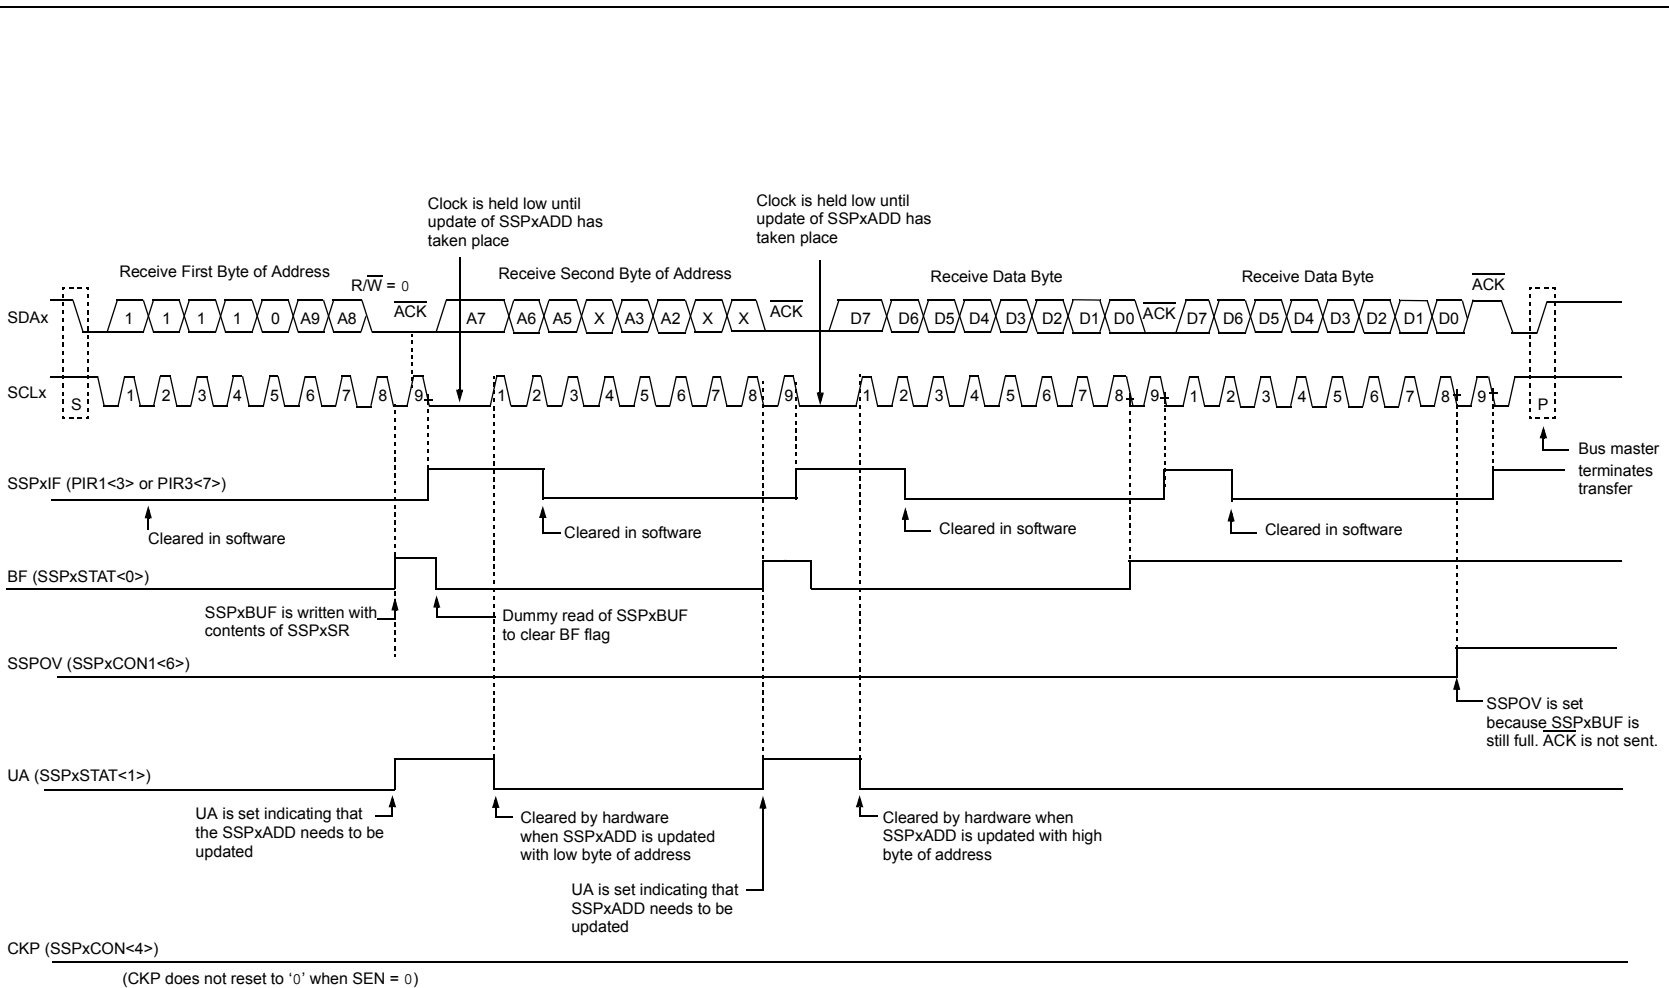 Clock is held low until
update of SSPxADD has
taken place
Clock is held low until
update of SSPxADD has
taken place
Receive First Byte of Address
R/W = 0
ACK
Receive Second Byte of Address
ACK
Receive Data Byte
ACK
Receive Data Byte
ACK
SDAx
1 1 1 1 0 A9 A8
A7 A6 A5 X A3 A2 X X
D7 D6 D5 D4 D3 D2 D1 D0
D7 D6 D5 D4 D3 D2 D1 D0
SCLx
S
1 2 3 4 5 6 7 8 9
1 2 3 4 5 6 7 8 9
1 2 3 4 5 6 7 8 9
1 2 3 4 5 6 7 8 9
P
Bus master
terminates
transfer
SSPxIF (PIR1<3> or PIR3<7>)
Cleared in software
Cleared in software
Cleared in software
Cleared in software
BF (SSPxSTAT<0>)
SSPxBUF is written with
contents of SSPxSR
Dummy read of SSPxBUF
to clear BF flag
SSPOV (SSPxCON1<6>)
SSPOV is set
because SSPxBUF is
still full. ACK is not sent.
UA (SSPxSTAT<1>)
UA is set indicating that
the SSPxADD needs to be
updated
Cleared by hardware
when SSPxADD is updated
with low byte of address
UA is set indicating that
SSPxADD needs to be
updated
Cleared by hardware when
SSPxADD is updated with high
byte of address
CKP (SSPxCON<4>)
(CKP does not reset to ‘0’ when SEN = 0)